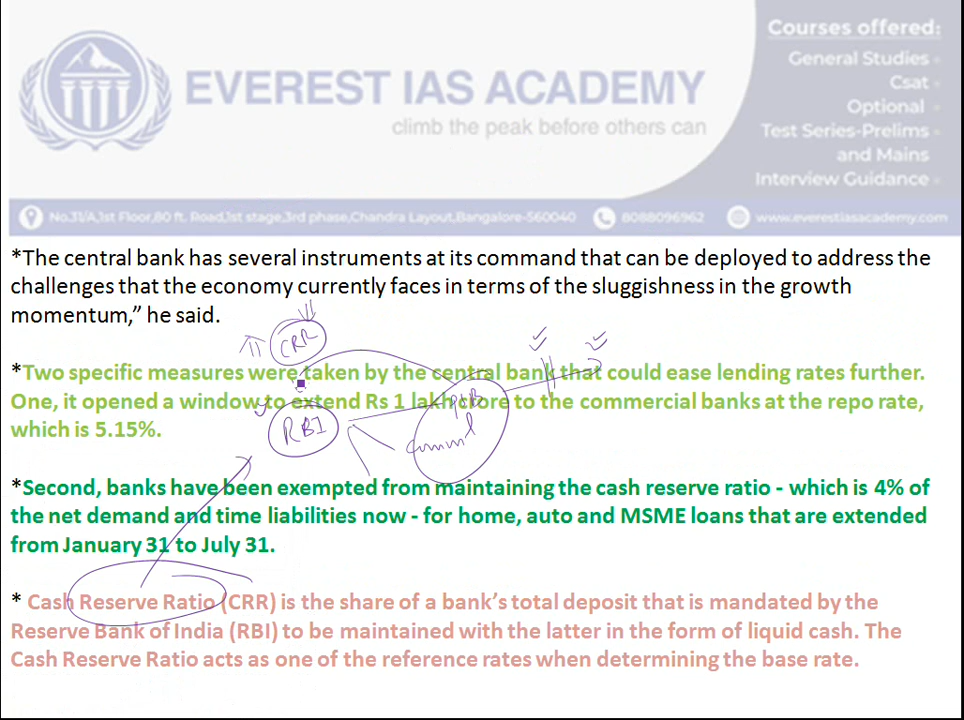 Courses offered:
General Studies
Csat
EVEREST IAS ACADEMY
Optional
climb the peak before others can
Test Series-Prelims
and Mains
Interview Guidance
No.31/A,1st Floor,80 ft. Road,1st stage,3rd phase,Chandra Layout,Bangalore-560040 8088096962 www.everestiasacademy.com
*The central bank has several instruments at its command that can be deployed to address the
challenges that the economy currently faces in terms of the sluggishness in the growth
momentum,” he said.
CRR
*Two specific measures were taken by the central bank that could ease lending rates further.
One, it opened a window to extend Rs 1 lakh crore to the commercial banks at the repo rate,
which is 5.15%.
RBI
*Second, banks have been exempted from maintaining the cash reserve ratio - which is 4% of
the net demand and time liabilities now - for home, auto and MSME loans that are extended
from January 31 to July 31.
* Cash Reserve Ratio (CRR) is the share of a bank’s total deposit that is mandated by the
Reserve Bank of India (RBI) to be maintained with the latter in the form of liquid cash. The
Cash Reserve Ratio acts as one of the reference rates when determining the base rate.